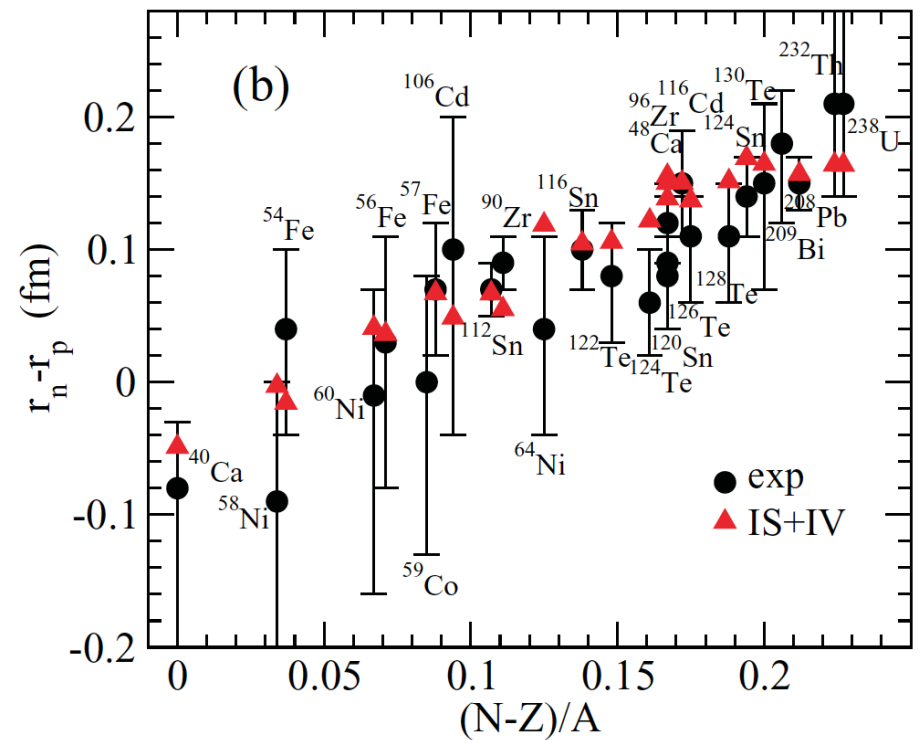 (b)
r_n-r_p (fm)
0.2
0.1
0
-0.1
-0.2
0
0.05
0.1
0.15
0.2
(N-Z)/A
⁴⁰Ca
⁵⁸Ni
⁵⁴Fe
⁶⁰Ni
⁵⁶Fe
⁵⁹Co
⁵⁷Fe
¹⁰⁶Cd
¹¹²Sn
⁹⁰Zr
⁶⁴Ni
¹¹⁶Sn
¹²²Te
¹²⁴Te
⁹⁶Zr
⁴⁸Ca
¹²⁰Sn
¹¹⁶Cd
¹²⁶Te
¹²⁸Te
¹²⁴Sn
¹³⁰Te
²⁰⁸Pb
²⁰⁹Bi
²³²Th
²³⁸U
exp
IS+IV